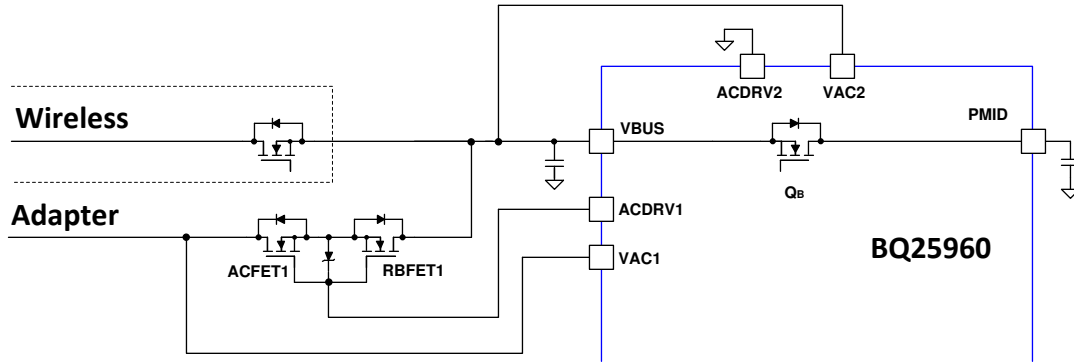 ACDRV2
VAC2
Wireless
VBUS
PMID
QB
Adapter
ACDRV1
ACFET1
RBFET1
VAC1
BQ25960